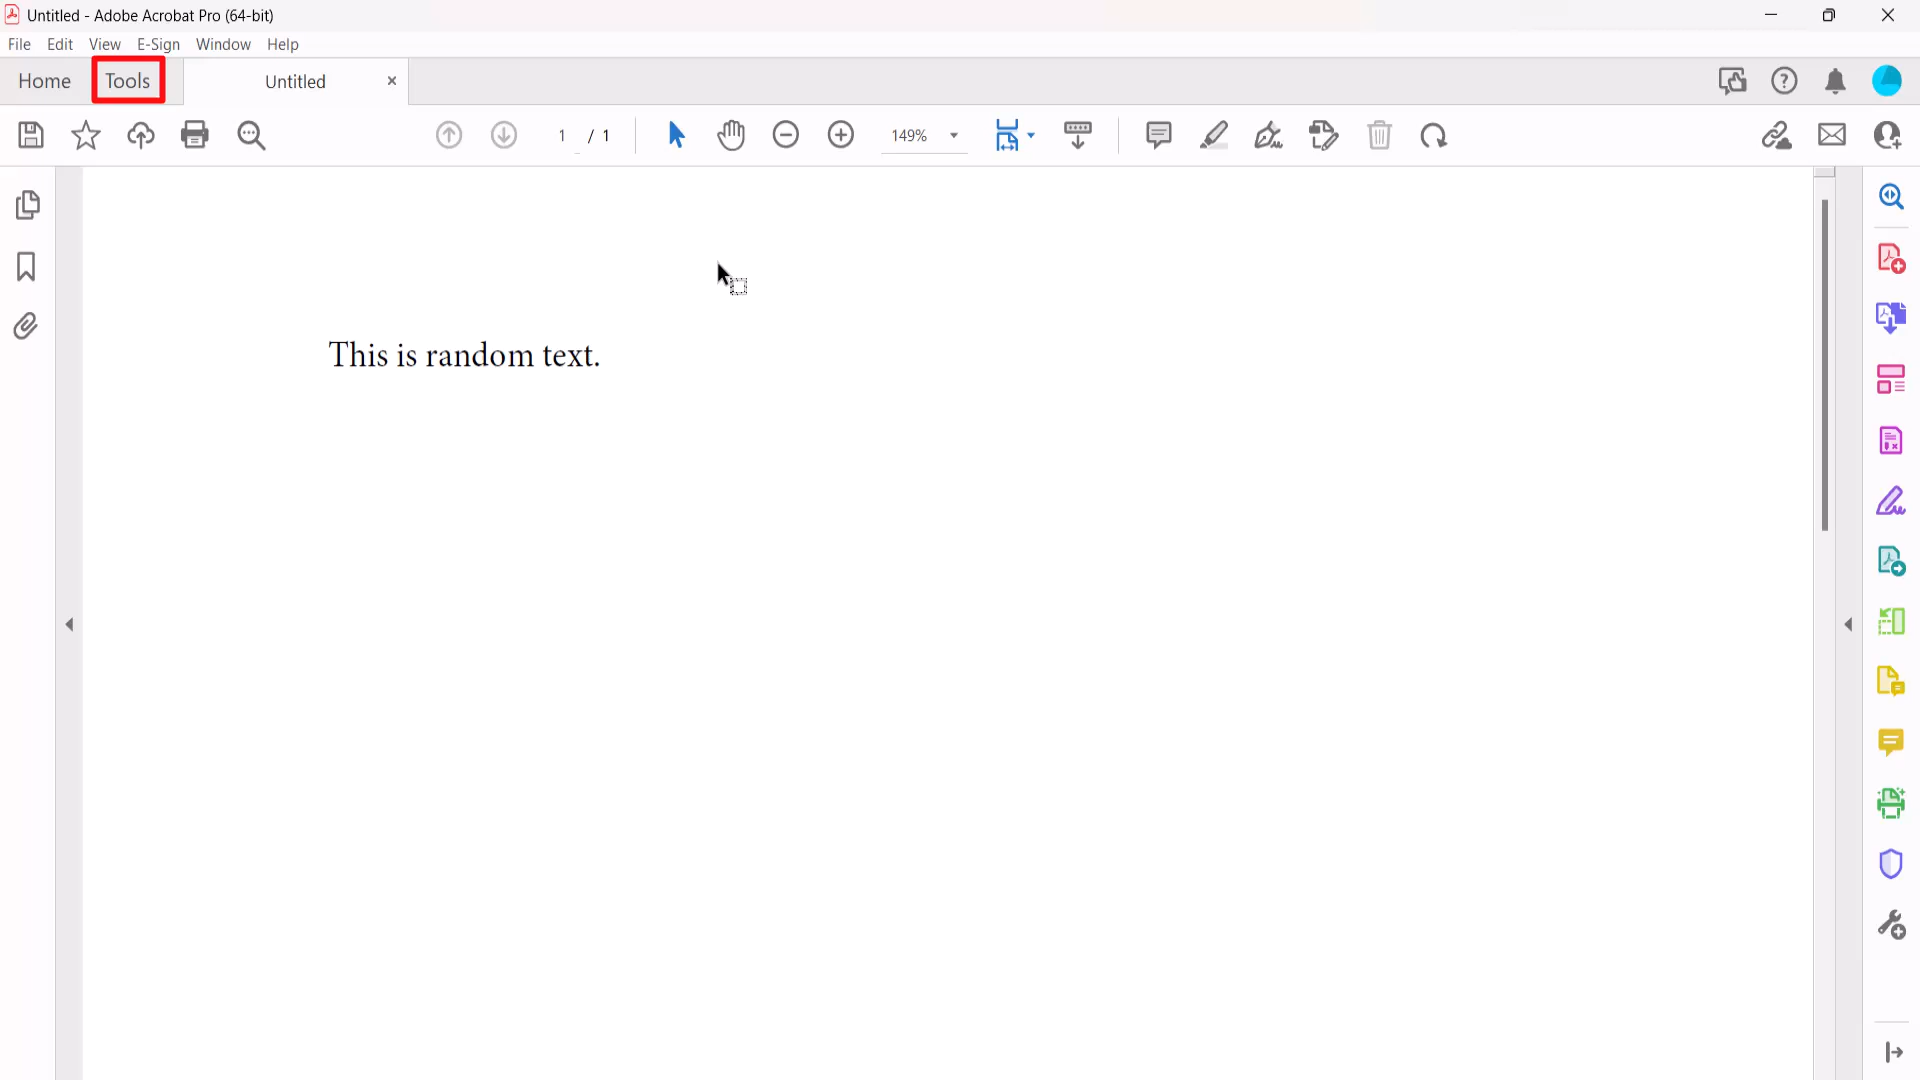 Untitled - Adobe Acrobat Pro (64-bit)
File Edit View E-Sign Window Help
Home Tools Untitled ×
1 / 1 149%
This is random text.